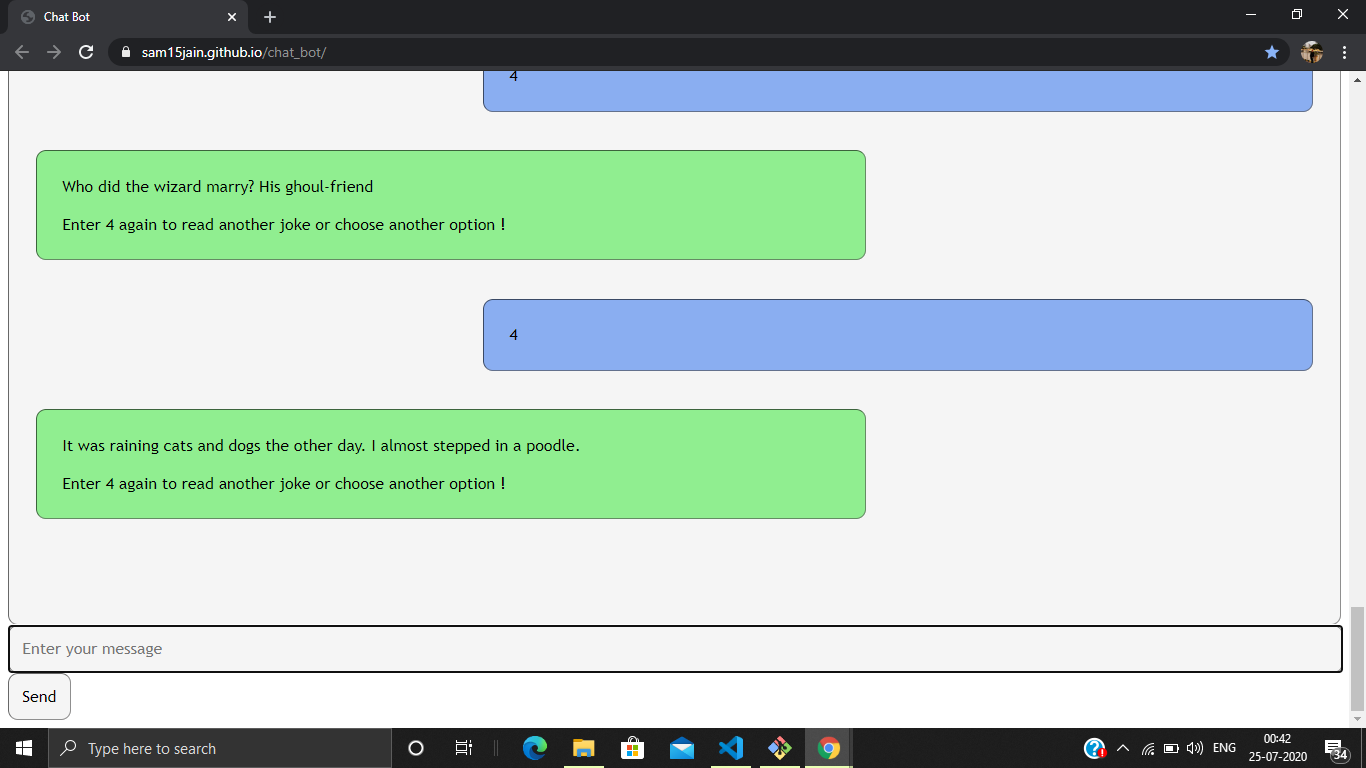 Chat Bot
sam15jain.github.io/chat_bot/
4
Who did the wizard marry? His ghoul-friend
Enter 4 again to read another joke or choose another option !
4
It was raining cats and dogs the other day. I almost stepped in a poodle.
Enter 4 again to read another joke or choose another option !
Enter your message
Send
Type here to search
ENG
00:42
25-07-2020
34